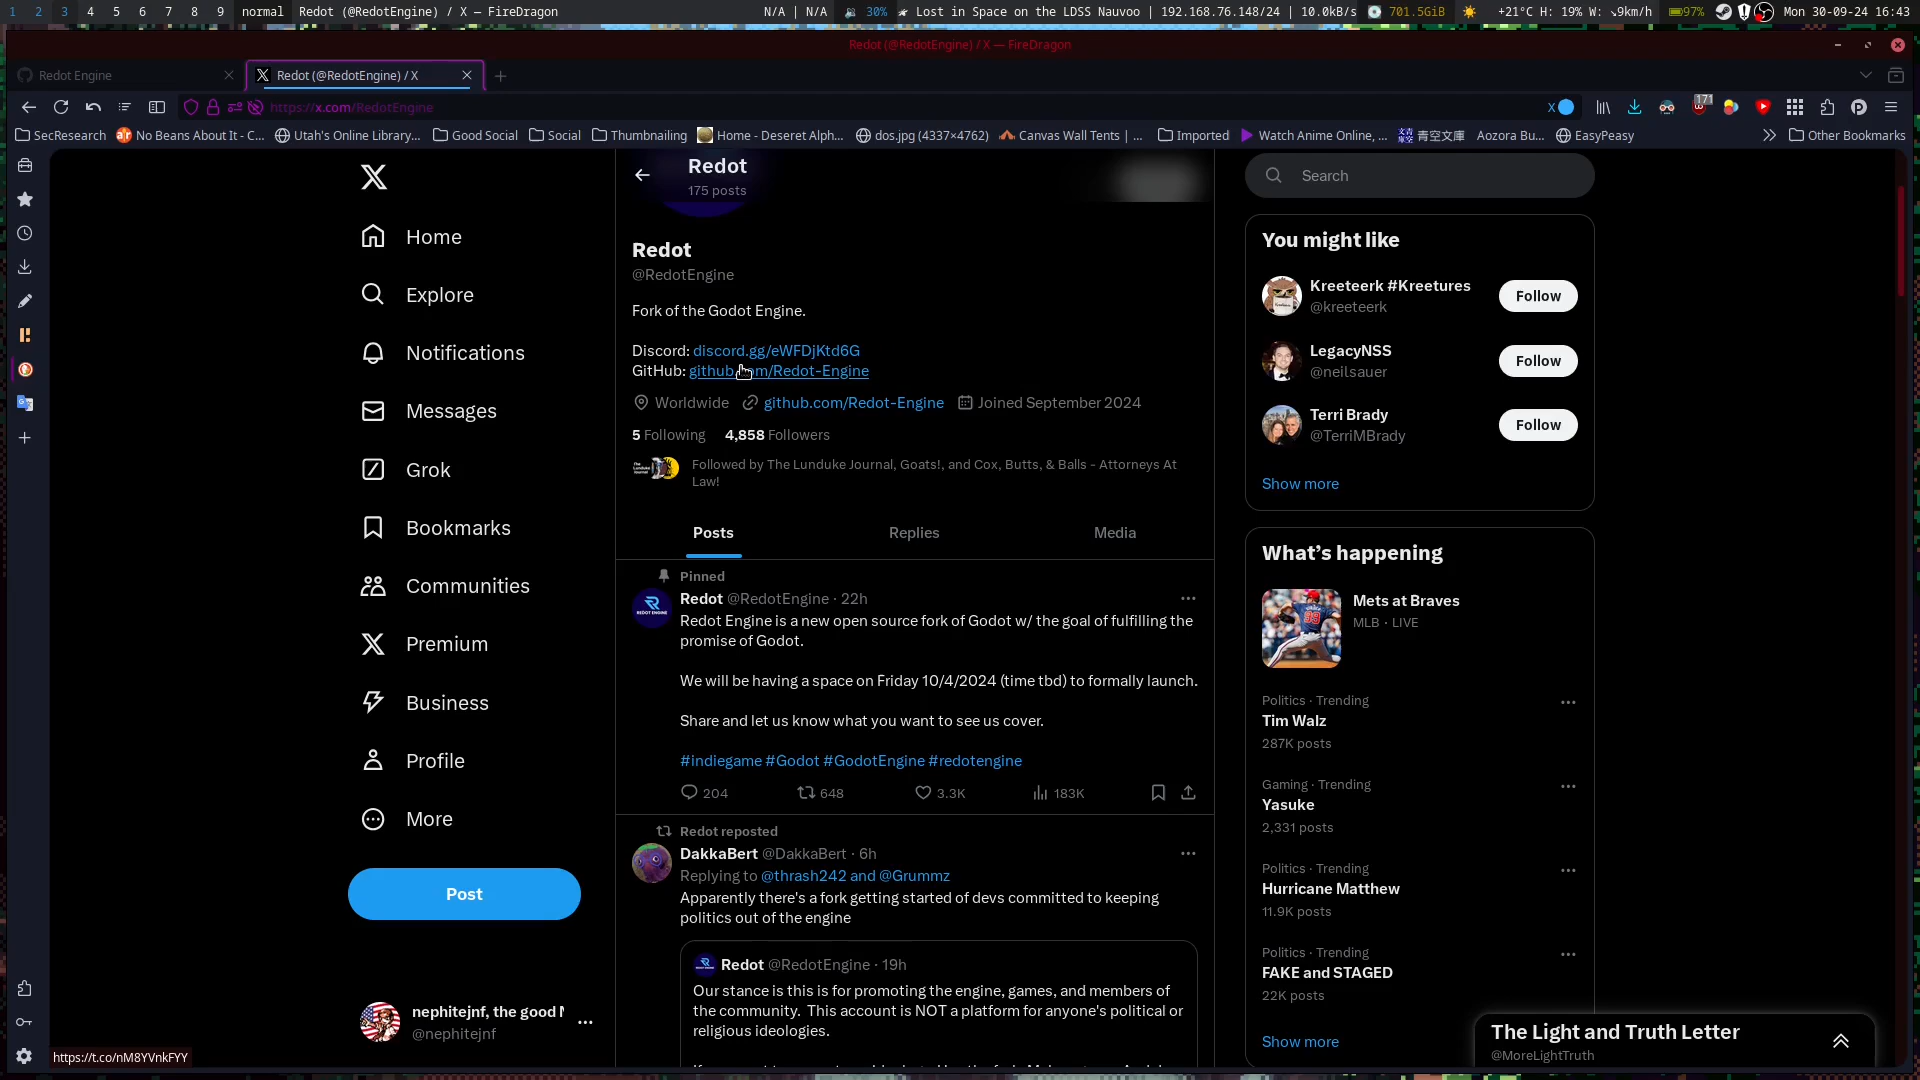 1 2 3 4 5 6 7 8 9 normal Redot (@RedotEngine) / X — FireDragon N/A | N/A 30% Lost in Space on the LDSS Nauvoo | 192.168.76.148/24 | 10.0kB/s 701.5GiB +21°C H: 19% W: ↘9km/h 97% Mon 30-09-24 16:43
Redot (@RedotEngine) / X — FireDragon
Redot Engine
Redot (@RedotEngine) / X
https://x.com/RedotEngine
X
171
SecResearch No Beans About It - C... Utah's Online Library... Good Social Social Thumbnailing Home - Deseret Alph... dos.jpg (4337×4762) Canvas Wall Tents | ... Imported Watch Anime Online, ... 青空文庫 Aozora Bu... EasyPeasy Other Bookmarks
Home
Explore
Notifications
Messages
Grok
Bookmarks
Communities
Premium
Business
Profile
More
Post
nephitejnf, the good
@nephitejnf
https://t.co/nM8YVnkFYY
Redot
175 posts
Redot
@RedotEngine
Fork of the Godot Engine.
Discord: discord.gg/eWFDjKtd6G
GitHub: github.com/Redot-Engine
Worldwide github.com/Redot-Engine Joined September 2024
5 Following 4,858 Followers
Followed by The Lunduke Journal, Goats!, and Cox, Butts, & Balls - Attorneys At
Law!
Posts Replies Media
Pinned
Redot @RedotEngine · 22h
Redot Engine is a new open source fork of Godot w/ the goal of fulfilling the
promise of Godot.
We will be having a space on Friday 10/4/2024 (time tbd) to formally launch.
Share and let us know what you want to see us cover.
#indiegame #Godot #GodotEngine #redotengine
204 648 3.3K 183K
Redot reposted
DakkaBert @DakkaBert · 6h
Replying to @thrash242 and @Grummz
Apparently there's a fork getting started of devs committed to keeping
politics out of the engine
Redot @RedotEngine · 19h
Our stance is this is for promoting the engine, games, and members of
the community. This account is NOT a platform for anyone's political or
religious ideologies.
Search
You might like
Kreeteerk #Kreetures
@kreeteerk
Follow
LegacyNSS
@neilsauer
Follow
Terri Brady
@TerriMBrady
Follow
Show more
What's happening
Mets at Braves
MLB · LIVE
Politics · Trending
Tim Walz
287K posts
Gaming · Trending
Yasuke
2,331 posts
Politics · Trending
Hurricane Matthew
11.9K posts
Politics · Trending
FAKE and STAGED
22K posts
Show more
The Light and Truth Letter
@MoreLightTruth